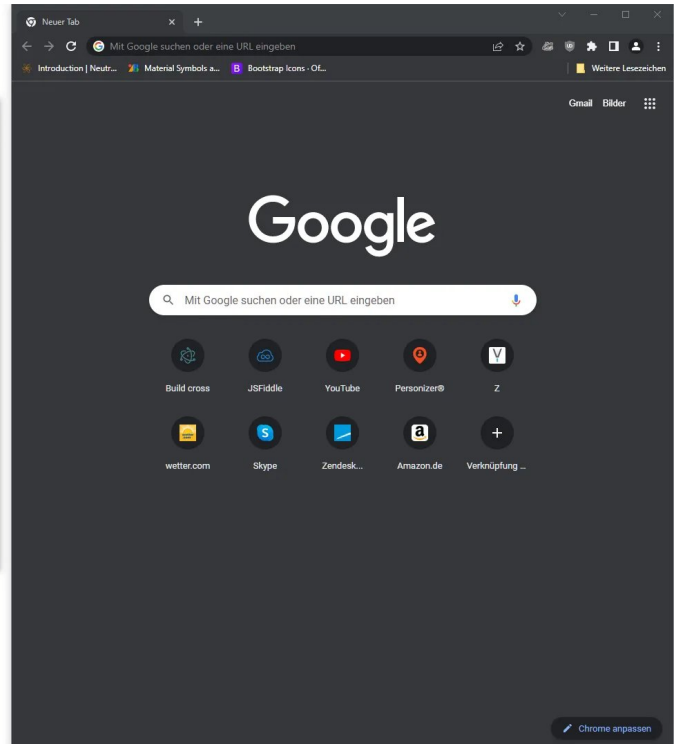 Neuer Tab
Mit Google suchen oder eine URL eingeben
Introduction | Neutr... Material Symbols a... B Bootstrap Icons - Of... Weitere Lesezeichen
Gmail Bilder
Google
Mit Google suchen oder eine URL eingeben
Build cross JSFiddle YouTube Personizer® Z
wetter.com Skype Zendesk... Amazon.de Verknüpfung ...
Chrome anpassen